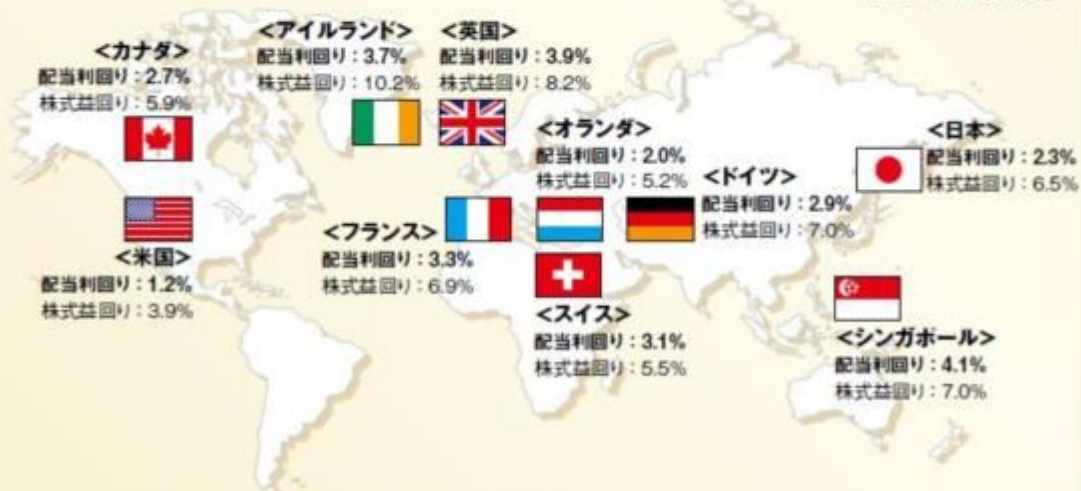 <カナダ>
配当利回り：2.7%
株式益回り：5.9%
<アイルランド>
配当利回り：3.7%
株式益回り：10.2%
<英国>
配当利回り：3.9%
株式益回り：8.2%
<オランダ>
配当利回り：2.0%
株式益回り：5.2%
<ドイツ>
配当利回り：2.9%
株式益回り：7.0%
<日本>
配当利回り：2.3%
株式益回り：6.5%
<米国>
配当利回り：1.2%
株式益回り：3.9%
<フランス>
配当利回り：3.3%
株式益回り：6.9%
<スイス>
配当利回り：3.1%
株式益回り：5.5%
<シンガポール>
配当利回り：4.1%
株式益回り：7.0%